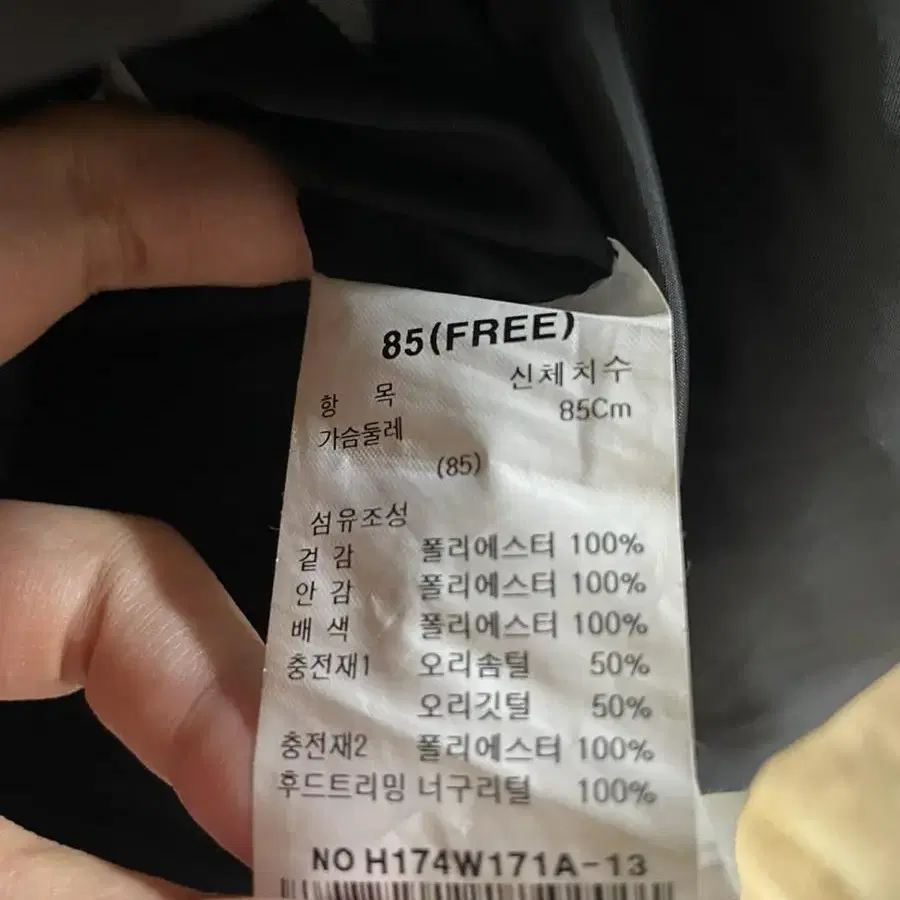 85(FREE)
항 목 신체치수
가슴둘레 85Cm
(85)
섬유조성
겉 감 폴리에스터 100%
안 감 폴리에스터 100%
배 색 폴리에스터 100%
충전재1 오리솜털 50%
오리깃털 50%
충전재2 폴리에스터 100%
후드트리밍 너구리털 100%
NO H174W171A-13